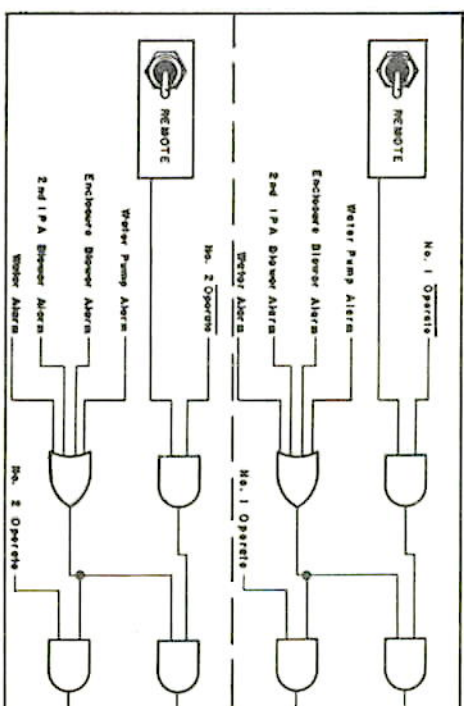 No. 1 Operate
REMOTE
Water Pump Alarm
Enclosure Blower Alarm
2nd IPA Blower Alarm
Water Alarm
No. 1 Operate
No. 2 Operate
REMOTE
Water Pump Alarm
Enclosure Blower Alarm
2nd IPA Blower Alarm
Water Alarm
No. 2 Operate